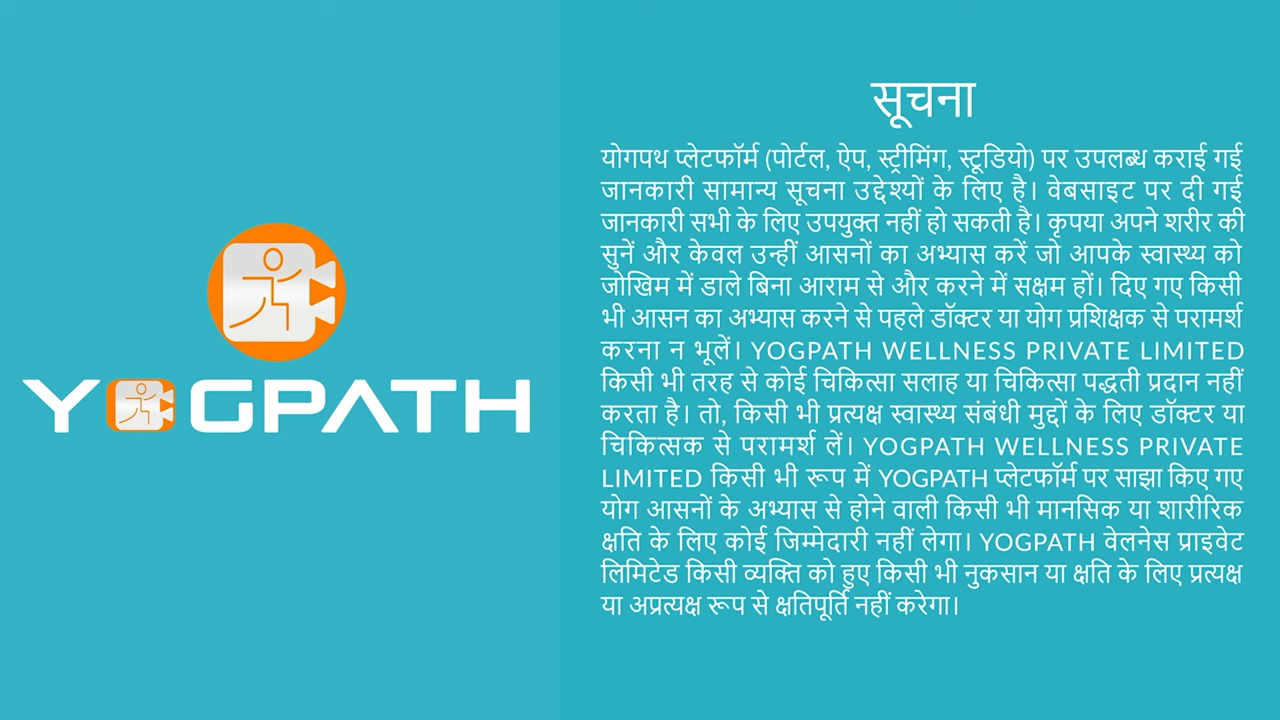 YOGPATH
सूचना
योगपथ प्लेटफॉर्म (पोर्टल, ऐप, स्ट्रीमिंग, स्टूडियो) पर उपलब्ध कराई गई
जानकारी सामान्य सूचना उद्देश्यों के लिए है। वेबसाइट पर दी गई
जानकारी सभी के लिए उपयुक्त नहीं हो सकती है। कृपया अपने शरीर की
सुनें और केवल उन्हीं आसनों का अभ्यास करें जो आपके स्वास्थ्य को
जोखिम में डाले बिना आराम से और करने में सक्षम हों। दिए गए किसी
भी आसन का अभ्यास करने से पहले डॉक्टर या योग प्रशिक्षक से परामर्श
करना न भूलें। YOGPATH WELLNESS PRIVATE LIMITED
किसी भी तरह से कोई चिकित्सा सलाह या चिकित्सा पद्धती प्रदान नहीं
करता है। तो, किसी भी प्रत्यक्ष स्वास्थ्य संबंधी मुद्दों के लिए डॉक्टर या
चिकित्सक से परामर्श लें। YOGPATH WELLNESS PRIVATE
LIMITED किसी भी रूप में YOGPATH प्लेटफॉर्म पर साझा किए गए
योग आसनों के अभ्यास से होने वाली किसी भी मानसिक या शारीरिक
क्षति के लिए कोई जिम्मेदारी नहीं लेगा। YOGPATH वेलनेस प्राइवेट
लिमिटेड किसी व्यक्ति को हुए किसी भी नुकसान या क्षति के लिए प्रत्यक्ष
या अप्रत्यक्ष रूप से क्षतिपूर्ति नहीं करेगा।